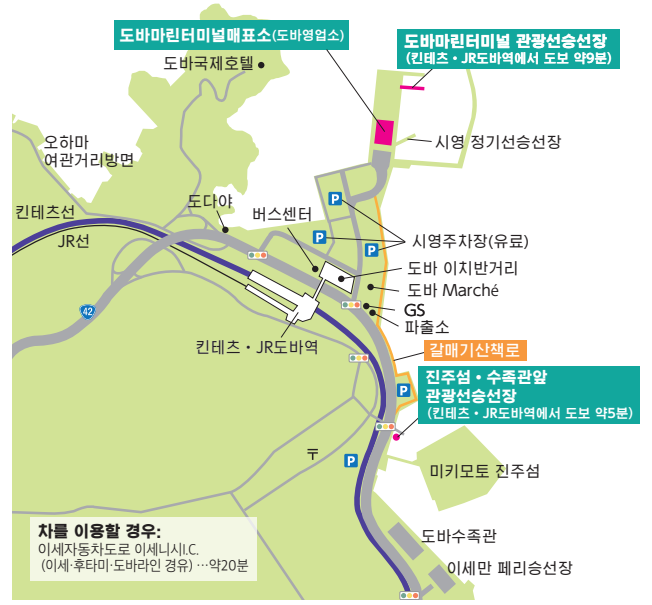 도바마린터미널매표소(도바영업소)
도바마린터미널 관광선승선장
(킨테츠・JR도바역에서 도보 약9분)
도바국제호텔
시영 정기선승선장
오하마
여관거리방면
도다야
버스센터
킨테츠선
JR선
P
P
P
시영주차장(유료)
도바 이치반거리
도바 Marché
GS
파출소
42
킨테츠・JR도바역
갈매기산책로
진주섬・수족관앞
관광선승선장
(킨테츠・JR도바역에서 도보 약5분)
P
〒
P
미키모토 진주섬
도바수족관
이세만 페리승선장
차를 이용할 경우:
이세자동차도로 이세니시I.C.
(이세·후타미·도바라인 경유) …약20분